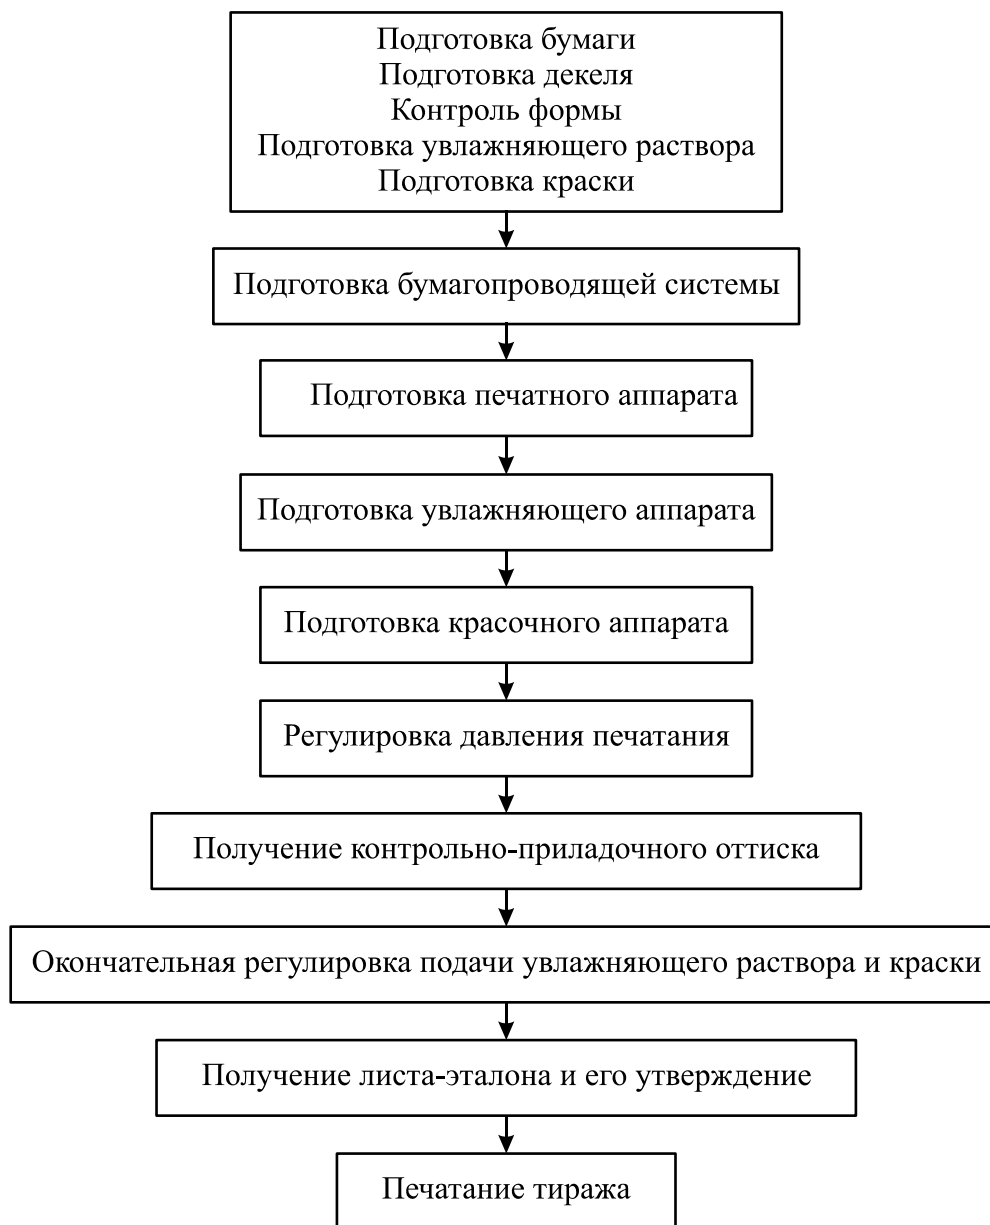 Подготовка бумаги
Подготовка декеля
Контроль формы
Подготовка увлажняющего раствора
Подготовка краски
Подготовка бумагопроводящей системы
Подготовка печатного аппарата
Подготовка увлажняющего аппарата
Подготовка красочного аппарата
Регулировка давления печатания
Получение контрольно-приладочного оттиска
Окончательная регулировка подачи увлажняющего раствора и краски
Получение листа-эталона и его утверждение
Печатание тиража